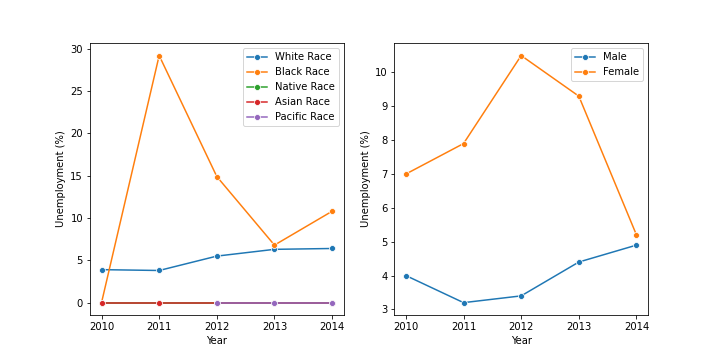 30
25
20
15
10
5
0
Unemployment (%)
2010 2011 2012 2013 2014
Year
White Race
Black Race
Native Race
Asian Race
Pacific Race
10
9
8
7
6
5
4
3
Unemployment (%)
2010 2011 2012 2013 2014
Year
Male
Female